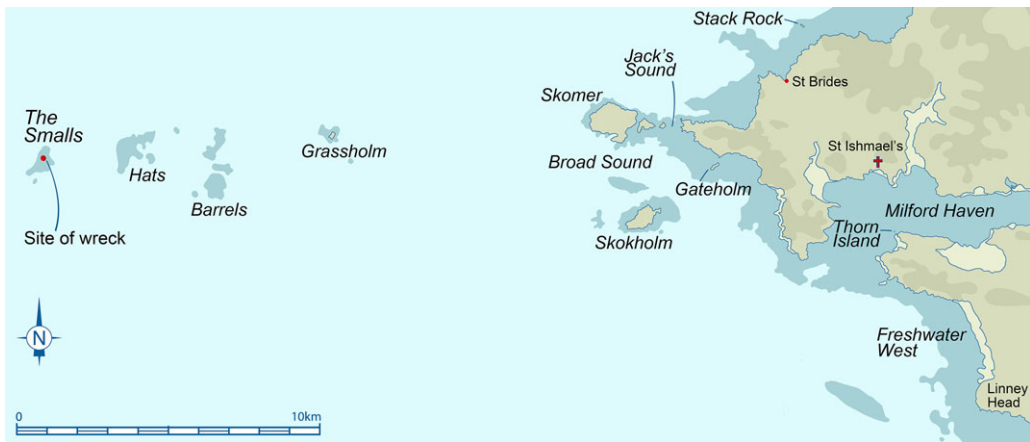 Stack Rock
Jack's
Sound
St Brides
Skomer
The
Smalls
Hats
Barrels
Grassholm
Broad Sound
St Ishmael's
Gateholm
Skokholm
Milford Haven
Thorn
Island
Site of wreck
N
Freshwater
West
Linney
Head
0
10km